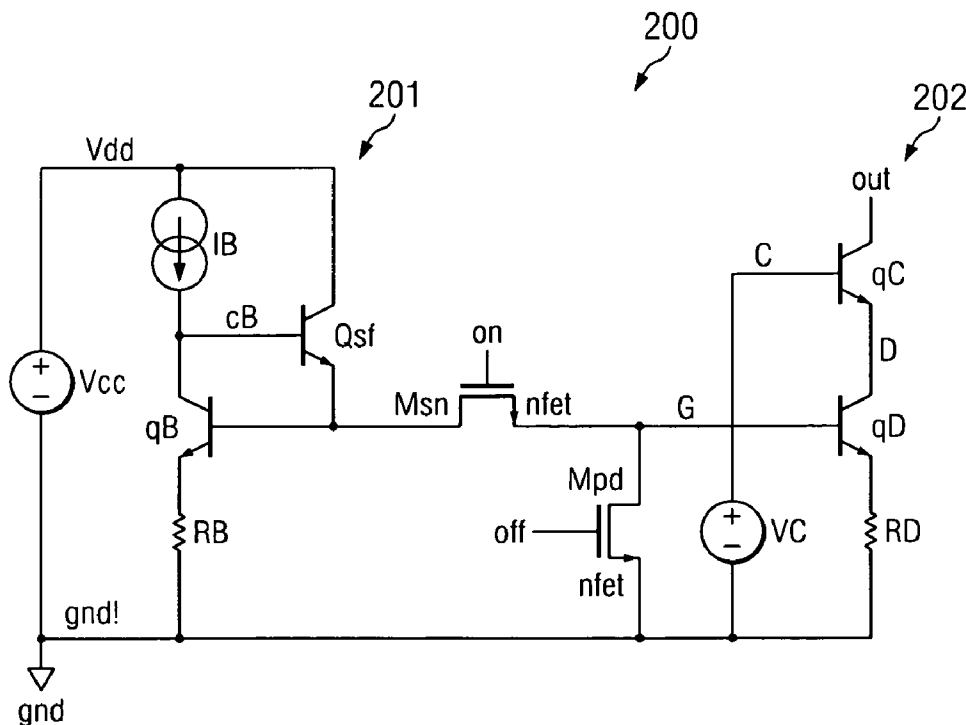 200
201
202
Vdd
out
IB
C
qC
cB
Qsf
on
D
Vcc
Msn
nfet
G
qB
qD
Mpd
RB
off
VC
RD
nfet
gnd!
gnd